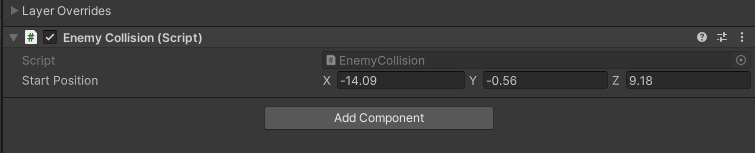 Layer Overrides
# Enemy Collision (Script)
Script # EnemyCollision
Start Position X -14.09 Y -0.56 Z 9.18
Add Component